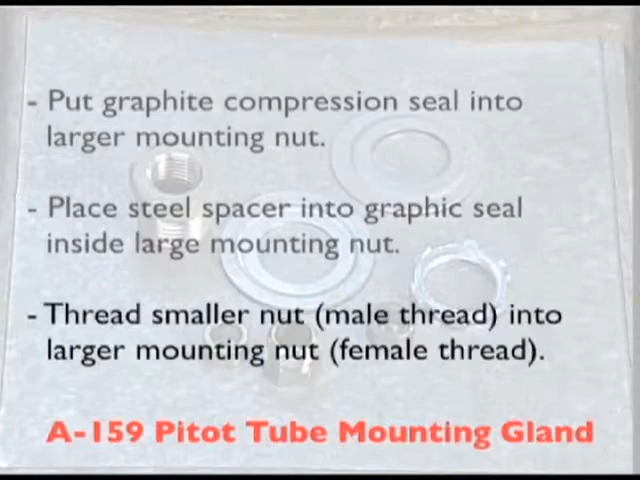 - Put graphite compression seal into
larger mounting nut.
- Place steel spacer into graphic seal
inside large mounting nut.
- Thread smaller nut (male thread) into
larger mounting nut (female thread).
A-159 Pitot Tube Mounting Gland